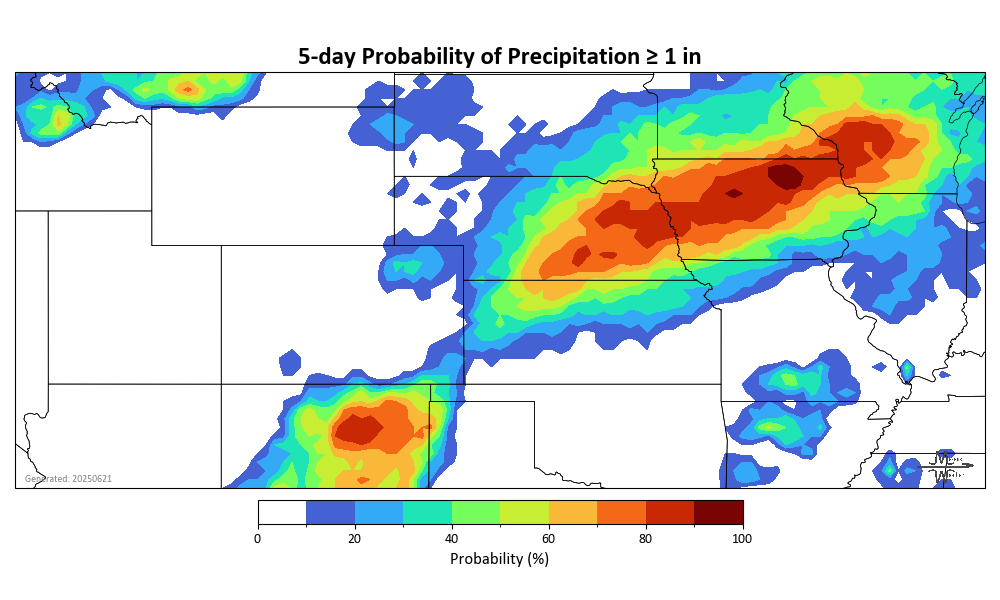 5-day Probability of Precipitation ≥ 1 in
Generated: 20250621
0 20 40 60 80 100
Probability (%)